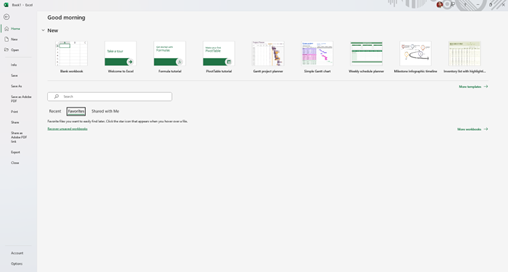 Book1 - Excel
Good morning
Home
New
Open
Info
Save
Save As
Save as Adobe PDF
Print
Share
Share as Adobe PDF link
Export
Close
Account
Options
New
Blank workbook
Welcome to Excel
Formula tutorial
PivotTable tutorial
Gantt project planner
Simple Gantt chart
Weekly schedule planner
Milestone infographic timeline
Inventory list with highlight...
More templates
Search
Recent
Favorites
Shared with Me
Favorite files you want to easily find later. Click the star icon that appears when you hover over a file.
Recover unsaved workbooks
More workbooks